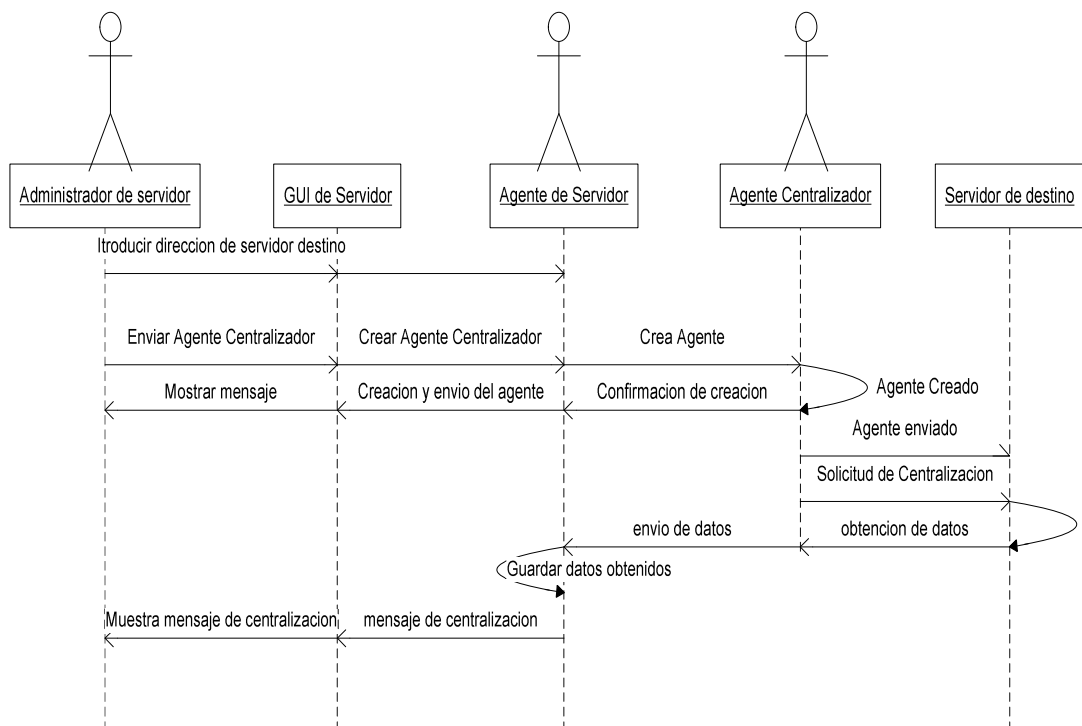 Administrador de servidor
GUI de Servidor
Agente de Servidor
Agente Centralizador
Servidor de destino
Itroducir direccion de servidor destino
Enviar Agente Centralizador
Crear Agente Centralizador
Crea Agente
Mostrar mensaje
Creacion y envio del agente
Confirmacion de creacion
Agente Creado
Agente enviado
Solicitud de Centralizacion
envio de datos
obtencion de datos
Guardar datos obtenidos
Muestra mensaje de centralizacion
mensaje de centralizacion